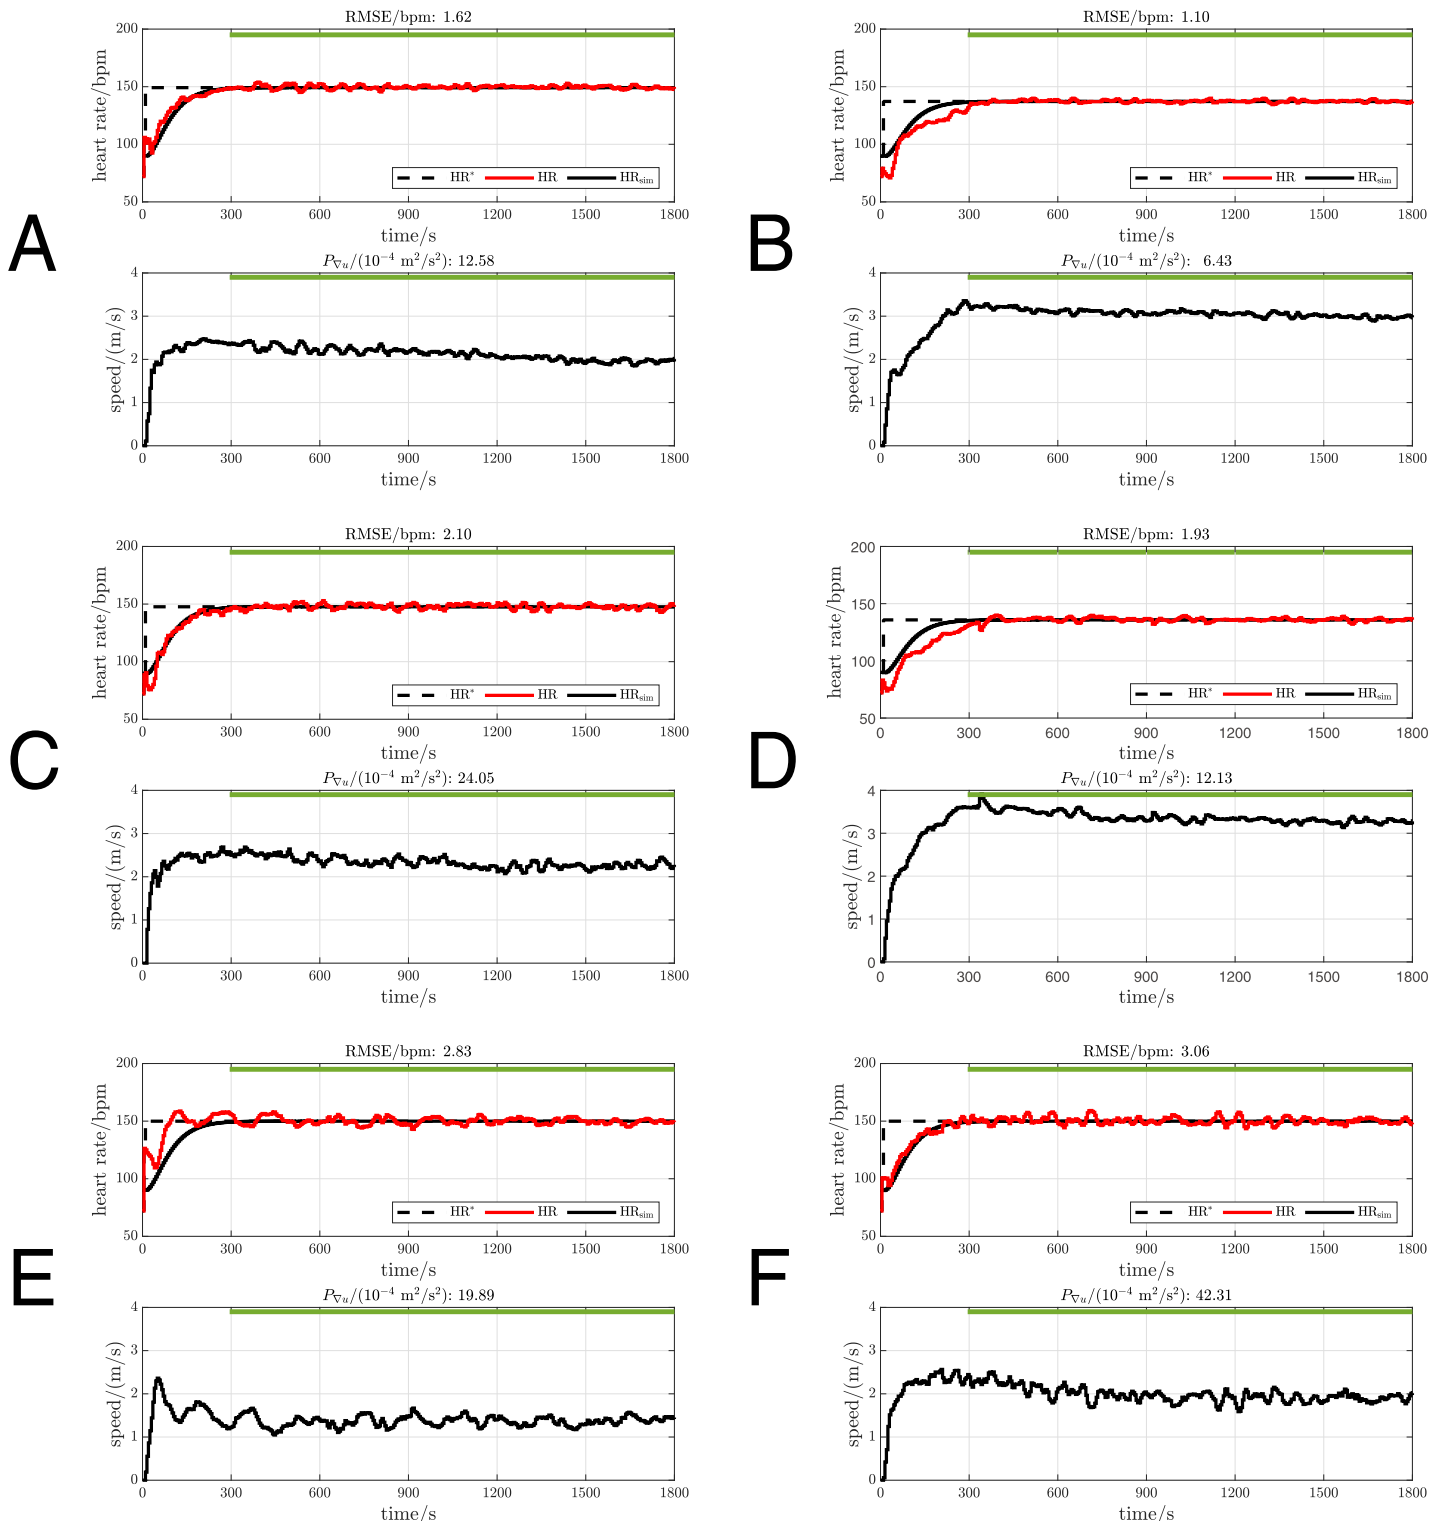 A
RMSE/bpm: 1.62
heart rate/bpm
200
150
100
50
HR* HR HRsim
0 300 600 900 1200 1500 1800
time/s
P∇u/(10⁻⁴ m²/s²): 12.58
speed/(m/s)
4
3
2
1
0
0 300 600 900 1200 1500 1800
time/s
B
RMSE/bpm: 1.10
heart rate/bpm
200
150
100
50
HR* HR HRsim
0 300 600 900 1200 1500 1800
time/s
P∇u/(10⁻⁴ m²/s²): 6.43
speed/(m/s)
4
3
2
1
0
0 300 600 900 1200 1500 1800
time/s
C
RMSE/bpm: 2.10
heart rate/bpm
200
150
100
50
HR* HR HRsim
0 300 600 900 1200 1500 1800
time/s
P∇u/(10⁻⁴ m²/s²): 24.05
speed/(m/s)
4
3
2
1
0
0 300 600 900 1200 1500 1800
time/s
D
RMSE/bpm: 1.93
heart rate/bpm
200
150
100
50
HR* HR HRsim
0 300 600 900 1200 1500 1800
time/s
P∇u/(10⁻⁴ m²/s²): 12.13
speed/(m/s)
4
3
2
1
0
0 300 600 900 1200 1500 1800
time/s
E
RMSE/bpm: 2.83
heart rate/bpm
200
150
100
50
HR* HR HRsim
0 300 600 900 1200 1500 1800
time/s
P∇u/(10⁻⁴ m²/s²): 19.89
speed/(m/s)
4
3
2
1
0
0 300 600 900 1200 1500 1800
time/s
F
RMSE/bpm: 3.06
heart rate/bpm
200
150
100
50
HR* HR HRsim
0 300 600 900 1200 1500 1800
time/s
P∇u/(10⁻⁴ m²/s²): 42.31
speed/(m/s)
4
3
2
1
0
0 300 600 900 1200 1500 1800
time/s